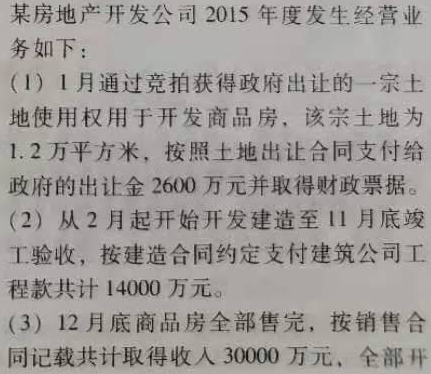 某房地产开发公司 2015 年度发生经营业
务如下：
(1) 1 月通过竞拍获得政府出让的一宗土
地使用权用于开发商品房，该宗土地为
1.2 万平方米，按照土地出让合同支付给
政府的出让金 2600 万元并取得财政票据。
(2) 从 2 月起开始开发建造至 11 月底竣
工验收，按建造合同约定支付建筑公司工
程款共计 14000 万元。
(3) 12 月底商品房全部售完，按销售合
同记载共计取得收入 30000 万元，全部开